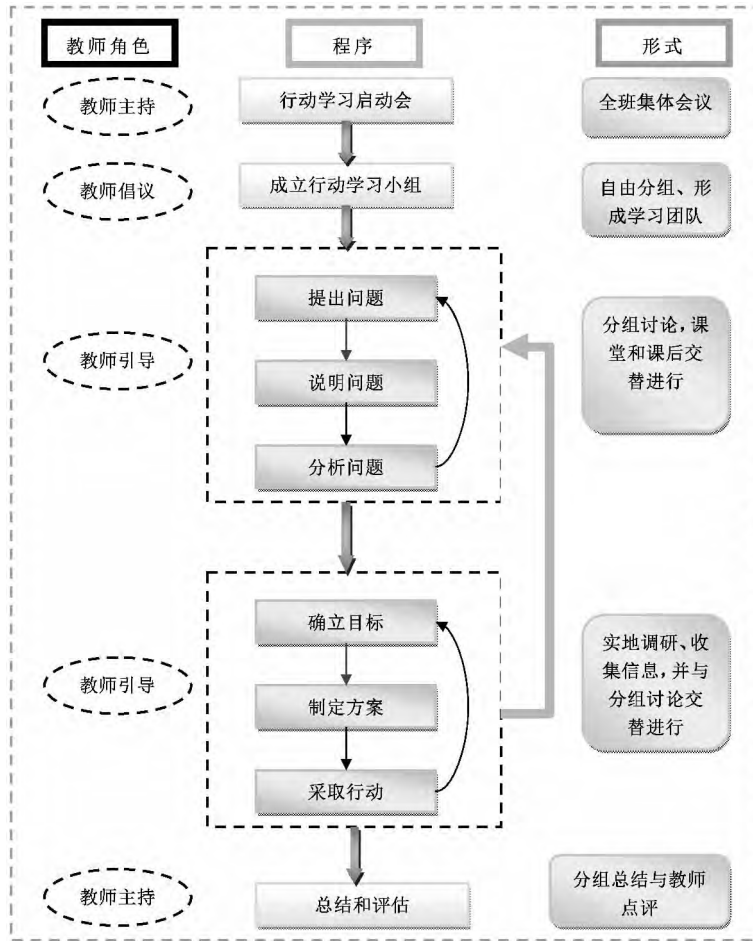 教师角色
程序
形式
教师主持
行动学习启动会
全班集体会议
教师倡议
成立行动学习小组
自由分组、形
成学习团队
教师引导
提出问题
说明问题
分析问题
分组讨论，课
堂和课后交
替进行
教师引导
确立目标
制定方案
采取行动
实地调研、收
集信息，并与
分组讨论交
替进行
教师主持
总结和评估
分组总结与教师
点评